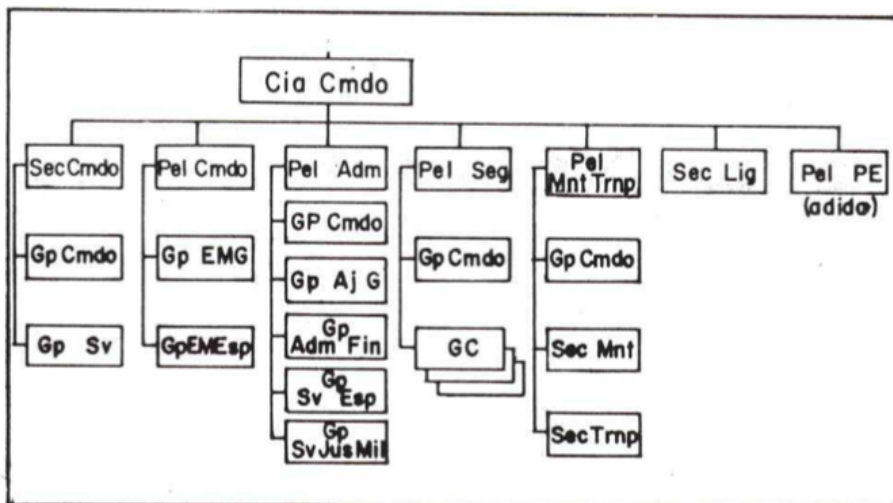 Cia Cmdo
Sec Cmdo
Gp Cmdo
Gp Sv
Pel Cmdo
Gp EMG
Gp EMEsp
Pel Adm
GP Cmdo
Gp Aj G
Gp
Adm Fin
Gp
Sv Esp
Gp
Sv Jus Mil
Pel Seg
Gp Cmdo
GC
Pel
Mnt Trnp
Gp Cmdo
Sec Mnt
Sec Trnp
Sec Lig
Pel PE
(adido)